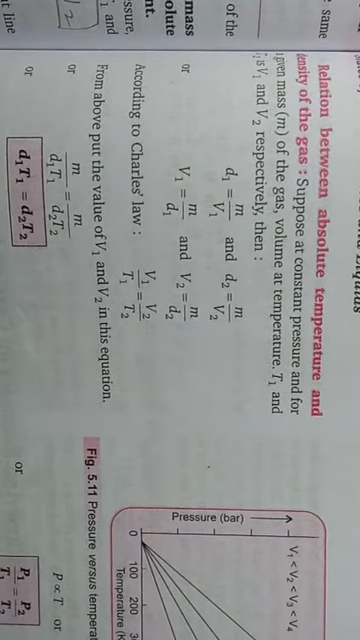 Relation between absolute temperature and
density of the gas : Suppose at constant pressure and for
given mass (m) of the gas, volume at temperature. T₁ and
is V₁ and V₂ respectively, then :
d₁ = m/V₁ and d₂ = m/V₂
or V₁ = m/d₁ and V₂ = m/d₂
According to Charles' law : V₁/T₁ = V₂/T₂
From above put the value of V₁ and V₂ in this equation.
or m/d₁T₁ = m/d₂T₂
or d₁T₁ = d₂T₂
same
of the
mass
olute
nt.
ssure,
and
at line
V₁ < V₂ < V₃ < V₄
Pressure (bar)
0 100 200
Temperature (K
Fig. 5.11 Pressure versus temperat
P ∝ T or
or P₁/T₁ = P₂/T₂